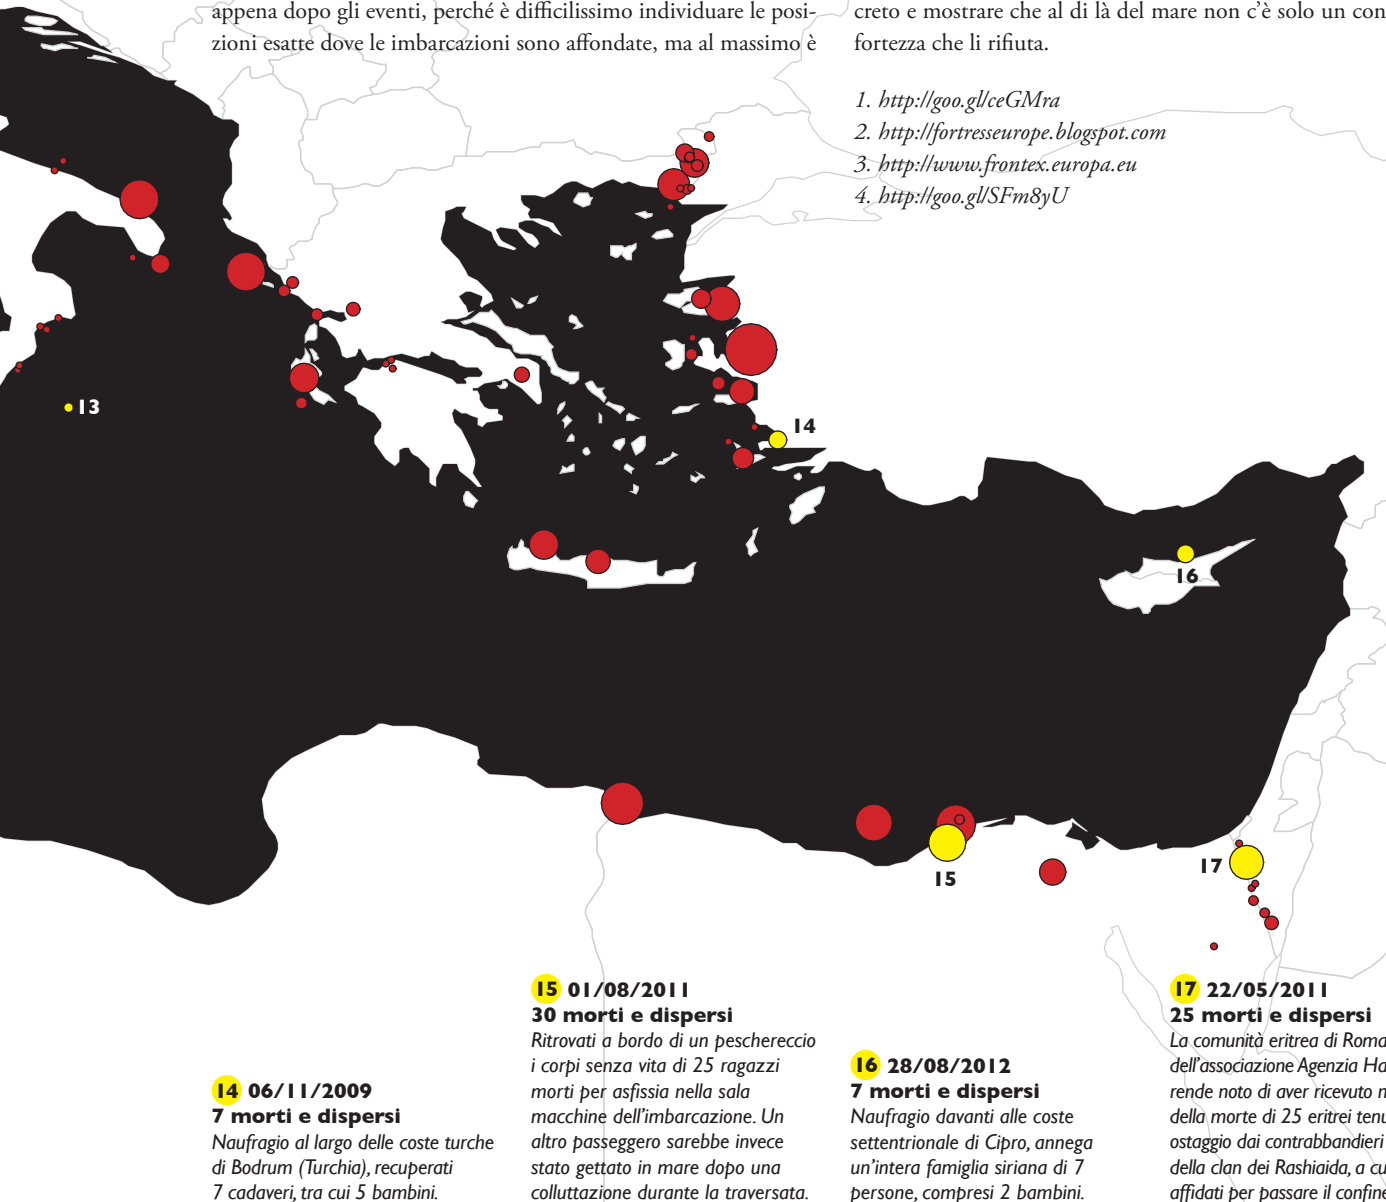 appena dopo gli eventi, perché è difficilissimo individuare le posi-
zioni esatte dove le imbarcazioni sono affondate, ma al massimo è
creto e mostrare che al di là del mare non c'è solo un con
fortezza che li rifiuta.
1. http://goo.gl/ceGMra
2. http://fortresseurope.blogspot.com
3. http://www.frontex.europa.eu
4. http://goo.gl/SFm8yU
13
14
16
15
17
14 06/11/2009
7 morti e dispersi
Naufragio al largo delle coste turche
di Bodrum (Turchia), recuperati
7 cadaveri, tra cui 5 bambini.
15 01/08/2011
30 morti e dispersi
Ritrovati a bordo di un peschereccio
i corpi senza vita di 25 ragazzi
morti per asfissia nella sala
macchine dell'imbarcazione. Un
altro passeggero sarebbe invece
stato gettato in mare dopo una
colluttazione durante la traversata.
16 28/08/2012
7 morti e dispersi
Naufragio davanti alle coste
settentrionale di Cipro, annega
un'intera famiglia siriana di 7
persone, compresi 2 bambini.
17 22/05/2011
25 morti e dispersi
La comunità eritrea di Roma
dell'associazione Agenzia Ha
rende noto di aver ricevuto n
della morte di 25 eritrei tenu
ostaggio dai contrabbandieri
della clan dei Rashiaida, a cu
affidati per passare il confin